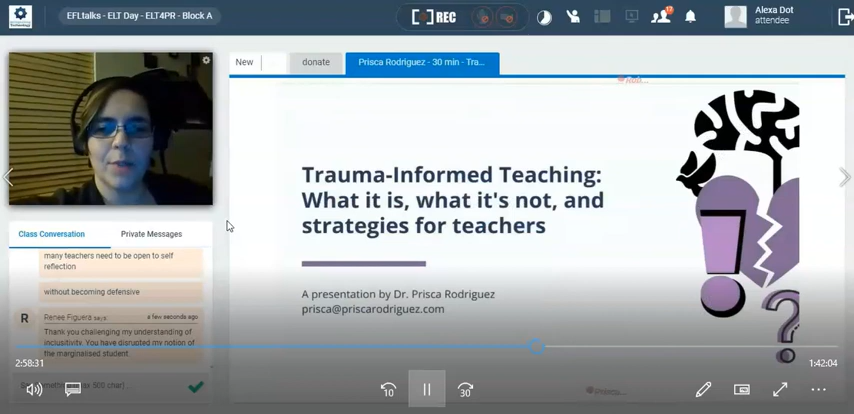 EFLtalks - ELT Day - ELT4PR - Block A
REC
17
Alexa Dot
attendee
New
donate
Prisca Rodriguez - 30 min - Tra...
Trauma-Informed Teaching:
What it is, what it's not, and
strategies for teachers
A presentation by Dr. Prisca Rodriguez
prisca@priscarodriguez.com
Class Conversation
Private Messages
many teachers need to be open to self
reflection
without becoming defensive
R
Renee Figuera says:
a few seconds ago
Thank you challenging my understanding of
inclusitivity. You have disrupted my notion of
the marginalised student.
2:58:31
1:42:04
500 char)
10
30